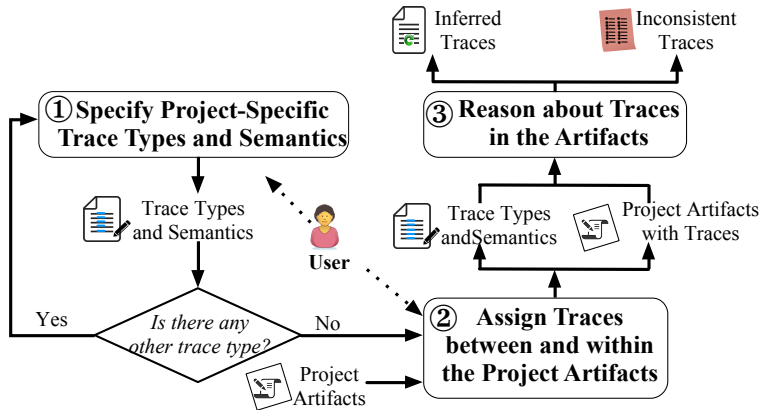 ① Specify Project-Specific
Trace Types and Semantics
Trace Types
and Semantics
Is there any
other trace type?
Yes
No
User
Project
Artifacts
② Assign Traces
between and within
the Project Artifacts
Trace Types
andSemantics
Project Artifacts
with Traces
③ Reason about Traces
in the Artifacts
Inferred
Traces
Inconsistent
Traces